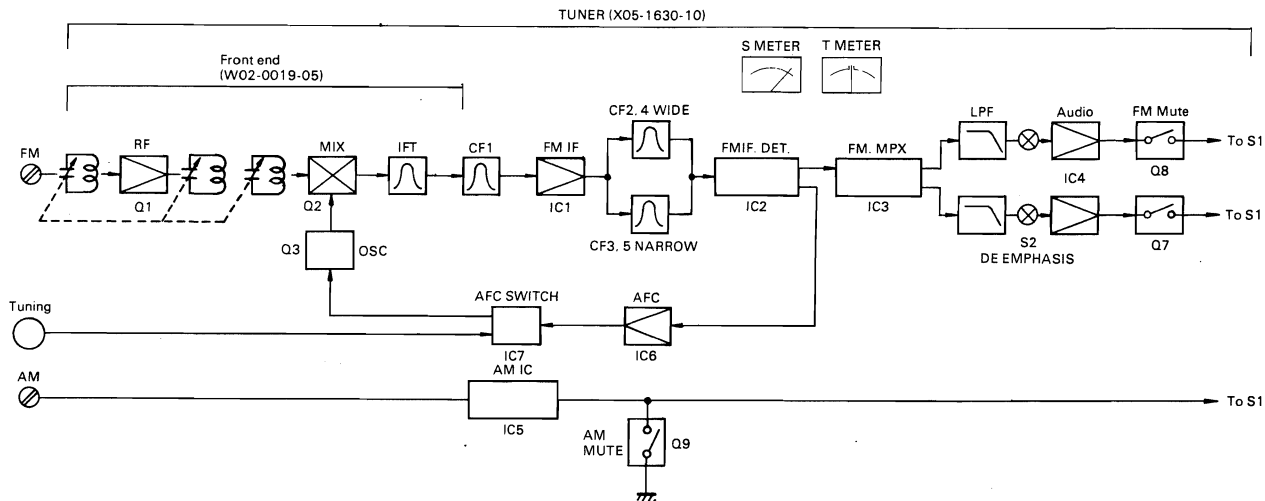 TUNER (X05-1630-10)
Front end
(W02-0019-05)
S METER
T METER
CF2. 4 WIDE
LPF
Audio
FM Mute
FM
RF
MIX
IFT
CF1
FM IF
FMIF. DET.
FM. MPX
To S1
Q1
Q2
IC1
IC2
IC3
IC4
Q8
CF3. 5 NARROW
Q3
OSC
S2
DE EMPHASIS
Q7
To S1
Tuning
AFC SWITCH
AFC
IC7
IC6
AM
AM IC
To S1
IC5
AM
MUTE
Q9